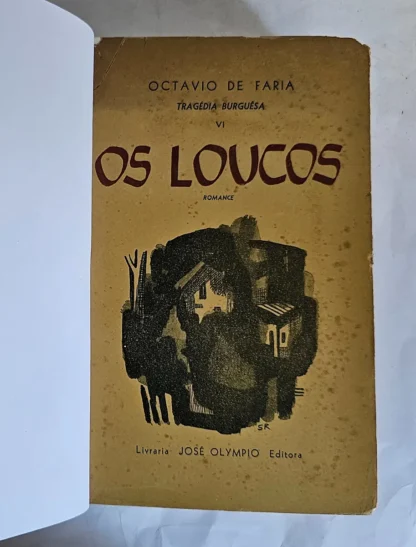 OCTAVIO DE FARIA
TRAGÉDIA BURGUÊSA
VI
OS LOUCOS
ROMANCE
SR
Livraria JOSÉ OLYMPIO Editora